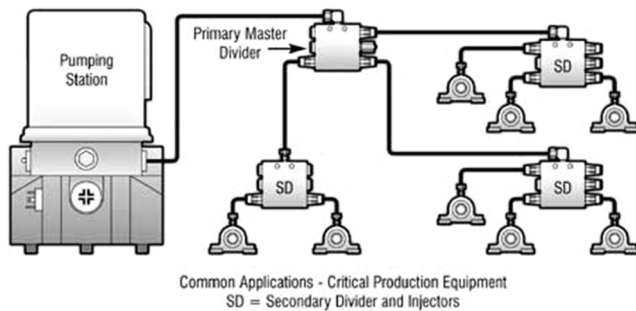 Pumping
Station
Primary Master
Divider
SD
SD
SD
Common Applications - Critical Production Equipment
SD = Secondary Divider and Injectors